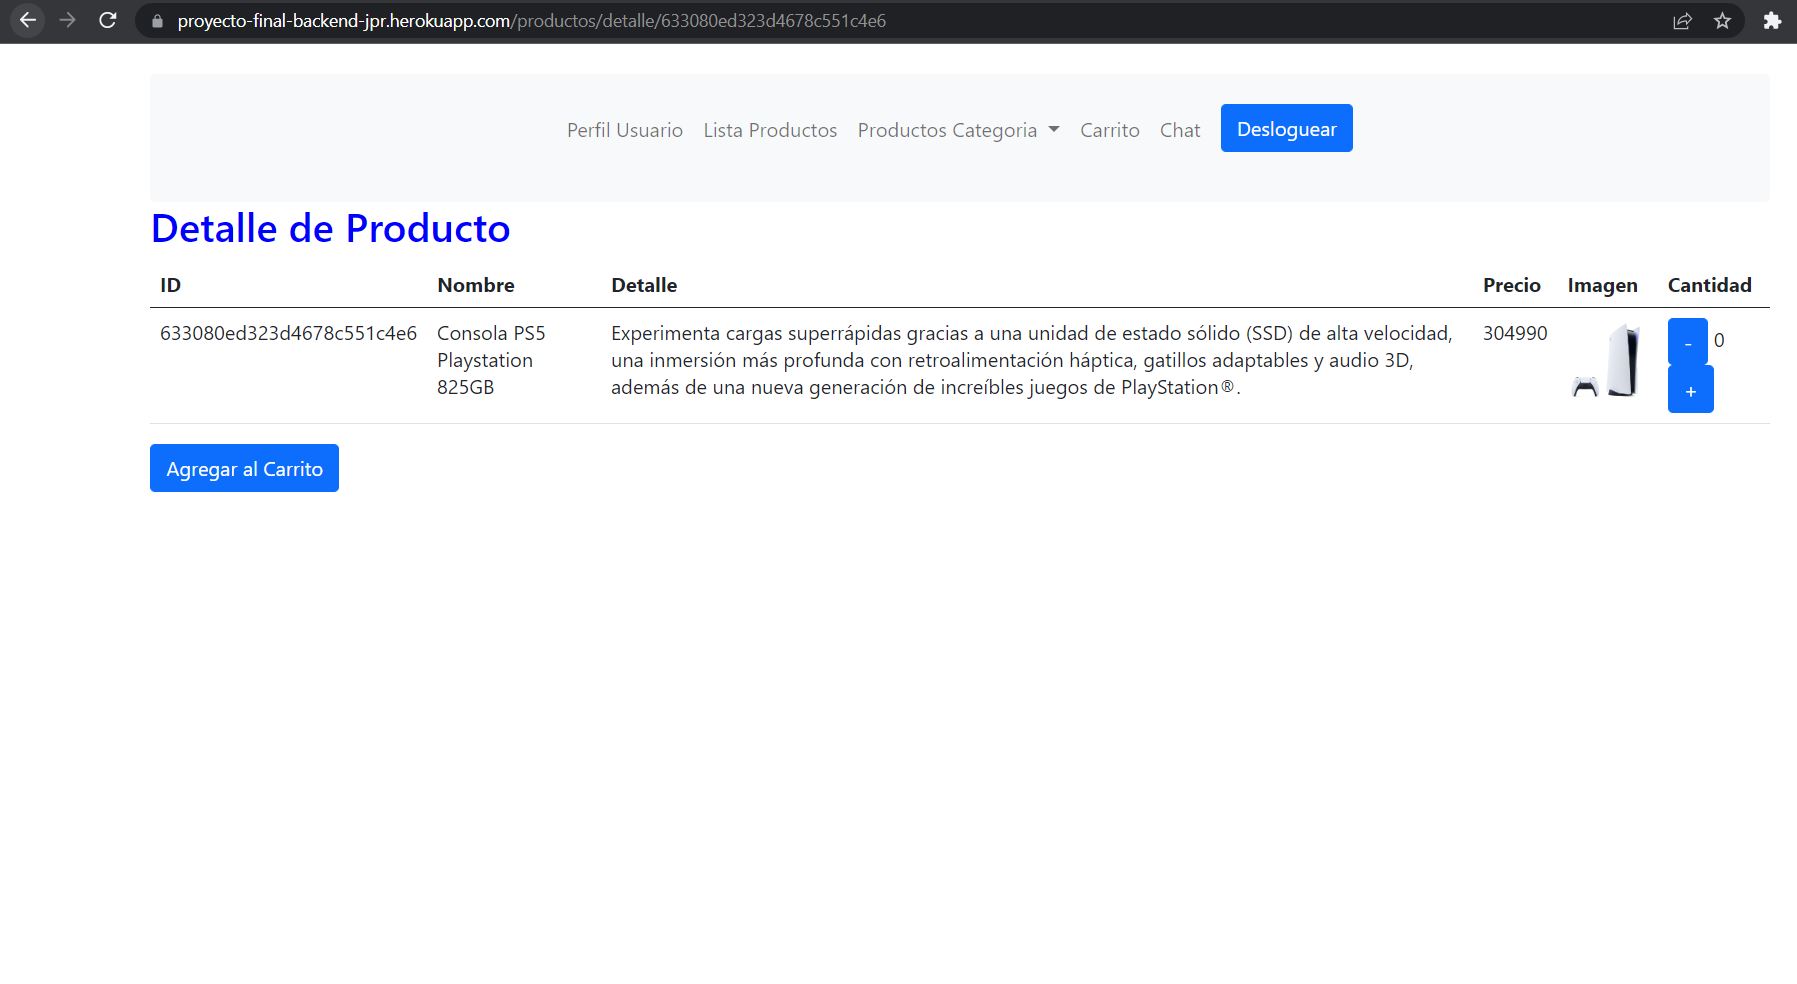 proyecto-final-backend-jpr.herokuapp.com/productos/detalle/633080ed323d4678c551c4e6
Perfil Usuario Lista Productos Productos Categoria Carrito Chat Desloguear
Detalle de Producto
ID Nombre Detalle Precio Imagen Cantidad
633080ed323d4678c551c4e6 Consola PS5 Experimenta cargas superrápidas gracias a una unidad de estado sólido (SSD) de alta velocidad, 304990 - 0
Playstation una inmersión más profunda con retroalimentación háptica, gatillos adaptables y audio 3D,
825GB además de una nueva generación de increíbles juegos de PlayStation®. +
Agregar al Carrito